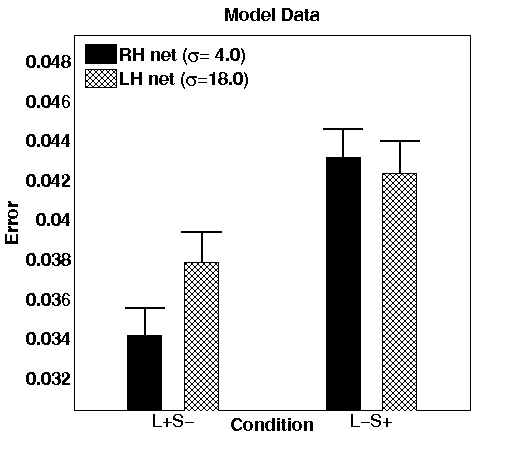 Model Data
RH net (σ= 4.0)
LH net (σ=18.0)
0.048
0.046
0.044
0.042
0.04
0.038
0.036
0.034
0.032
Error
L+S−
L−S+
Condition